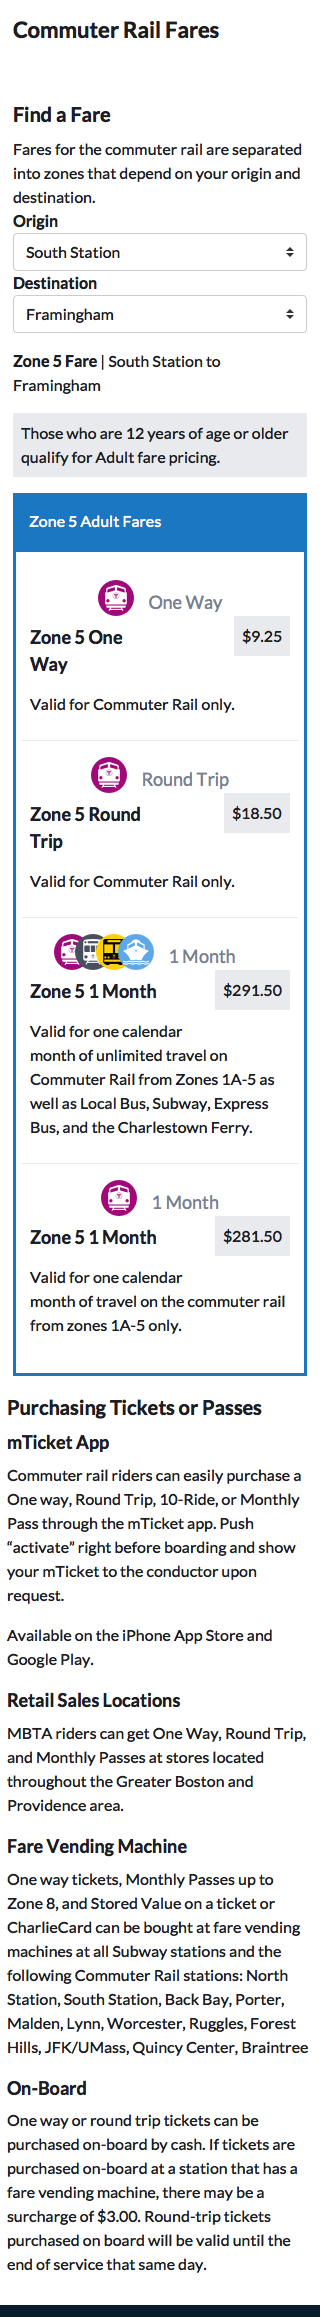 Commuter Rail Fares
Find a Fare
Fares for the commuter rail are separated
into zones that depend on your origin and
destination.
Origin
South Station
Destination
Framingham
Zone 5 Fare | South Station to
Framingham
Those who are 12 years of age or older
qualify for Adult fare pricing.
Zone 5 Adult Fares
One Way
Zone 5 One
Way
$9.25
Valid for Commuter Rail only.
Round Trip
Zone 5 Round
Trip
$18.50
Valid for Commuter Rail only.
1 Month
Zone 5 1 Month
$291.50
Valid for one calendar
month of unlimited travel on
Commuter Rail from Zones 1A-5 as
well as Local Bus, Subway, Express
Bus, and the Charlestown Ferry.
1 Month
Zone 5 1 Month
$281.50
Valid for one calendar
month of travel on the commuter rail
from zones 1A-5 only.
Purchasing Tickets or Passes
mTicket App
Commuter rail riders can easily purchase a
One way, Round Trip, 10-Ride, or Monthly
Pass through the mTicket app. Push
“activate” right before boarding and show
your mTicket to the conductor upon
request.
Available on the iPhone App Store and
Google Play.
Retail Sales Locations
MBTA riders can get One Way, Round Trip,
and Monthly Passes at stores located
throughout the Greater Boston and
Providence area.
Fare Vending Machine
One way tickets, Monthly Passes up to
Zone 8, and Stored Value on a ticket or
CharlieCard can be bought at fare vending
machines at all Subway stations and the
following Commuter Rail stations: North
Station, South Station, Back Bay, Porter,
Malden, Lynn, Worcester, Ruggles, Forest
Hills, JFK/UMass, Quincy Center, Braintree
On-Board
One way or round trip tickets can be
purchased on-board by cash. If tickets are
purchased on-board at a station that has a
fare vending machine, there may be a
surcharge of $3.00. Round-trip tickets
purchased on board will be valid until the
end of service that same day.